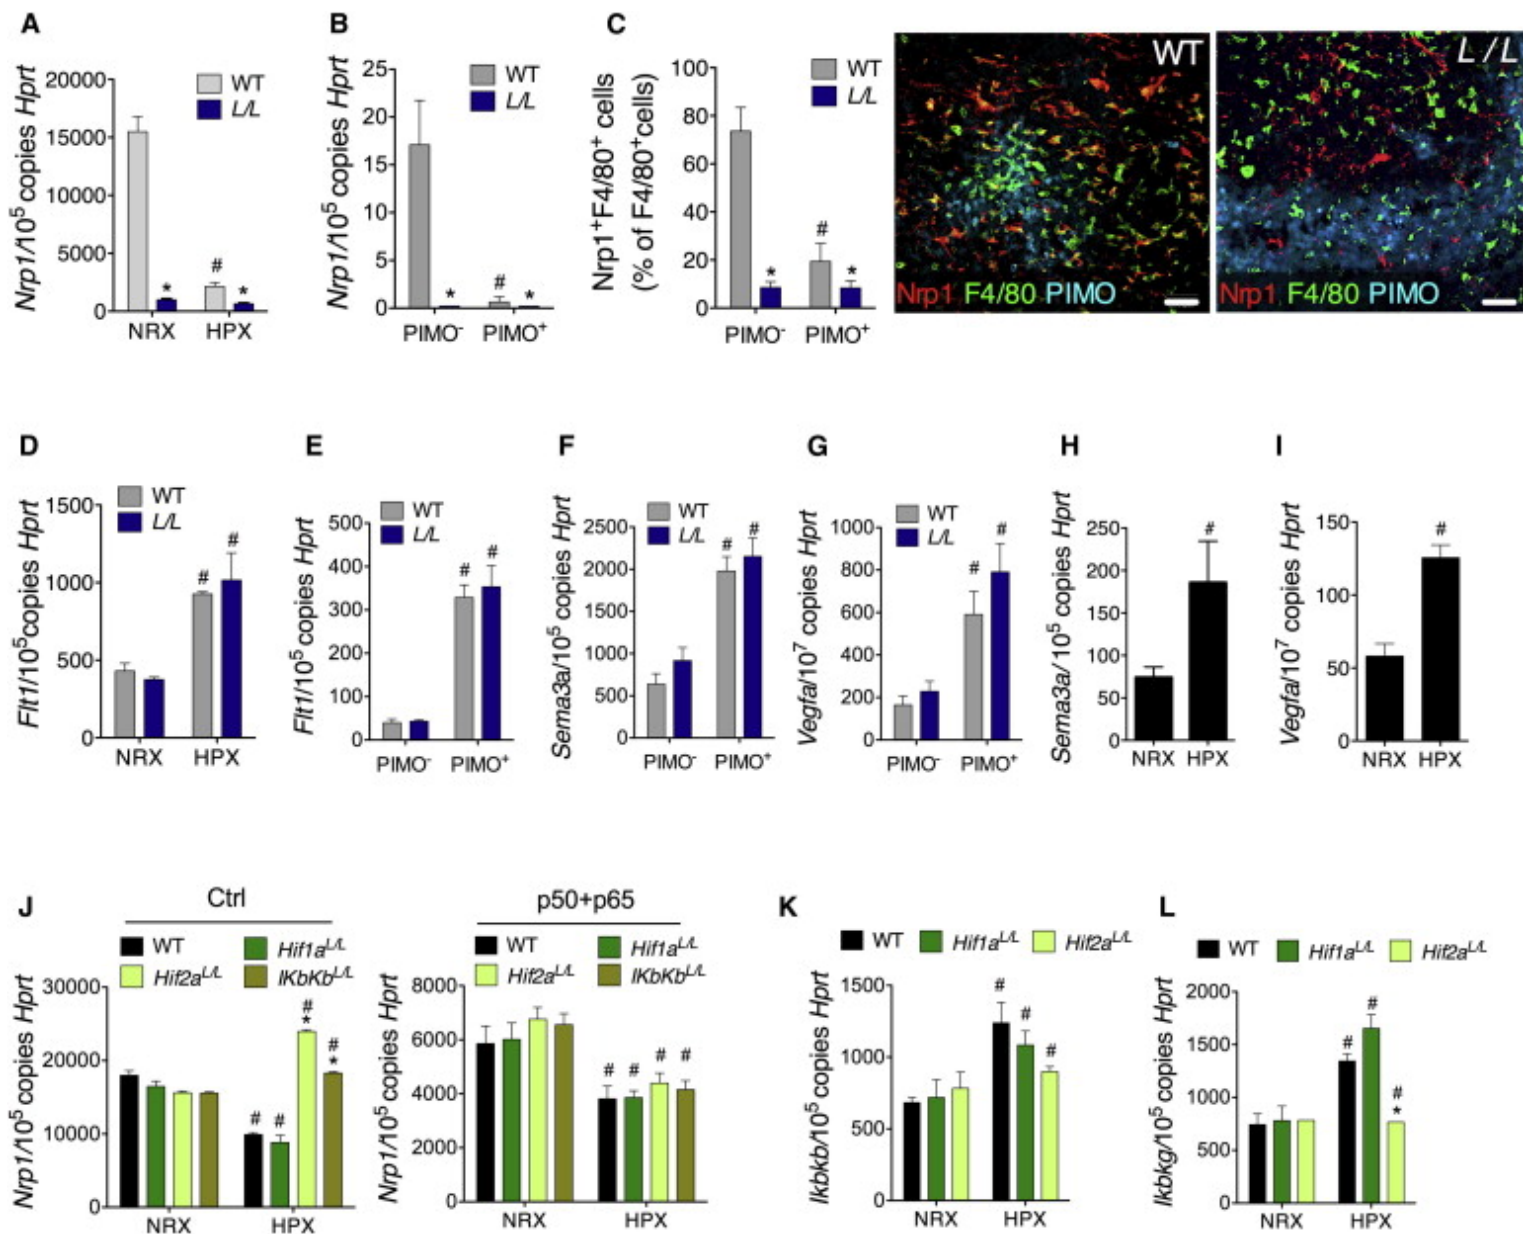 A
Nrp1/10⁵ copies Hprt
20000
15000
10000
5000
0
WT
L/L
*
#
*
NRX HPX
B
Nrp1/10⁵ copies Hprt
25
20
15
10
5
0
WT
L/L
*
#
*
PIMO⁻ PIMO⁺
C
Nrp1⁺F4/80⁺ cells
(% of F4/80⁺cells)
100
80
60
40
20
0
WT
L/L
*
#
*
PIMO⁻ PIMO⁺
WT
Nrp1 F4/80 PIMO
L/L
Nrp1 F4/80 PIMO
D
Flt1/10⁵copies Hprt
1500
1000
500
0
WT
L/L
#
#
NRX HPX
E
Flt1/10⁵ copies Hprt
500
400
300
200
100
0
WT
L/L
#
#
PIMO⁻ PIMO⁺
F
Sema3a/10⁵ copies Hprt
2500
2000
1500
1000
500
0
WT
L/L
#
#
PIMO⁻ PIMO⁺
G
Vegfa/10⁷ copies Hprt
1000
800
600
400
200
0
WT
L/L
#
#
PIMO⁻ PIMO⁺
H
Sema3a/10⁵ copies Hprt
250
200
150
100
50
0
#
NRX HPX
I
Vegfa/10⁷ copies Hprt
150
100
50
0
#
NRX HPX
J
Ctrl
WT
Hif1a^L/L
Hif2a^L/L
IKbKb^L/L
Nrp1/10⁵ copies Hprt
30000
20000
10000
0
#
#
#
*
#
*
NRX HPX
p50+p65
WT
Hif1a^L/L
Hif2a^L/L
IKbKb^L/L
Nrp1/10⁵ copies Hprt
8000
6000
4000
2000
0
# # # #
NRX HPX
K
WT Hif1a^L/L Hif2a^L/L
Ikbkb/10⁵ copies Hprt
1500
1000
500
0
#
#
#
NRX HPX
L
WT Hif1a^L/L Hif2a^L/L
Ikbkg/10⁵ copies Hprt
2000
1500
1000
500
0
#
#
#
*
NRX HPX